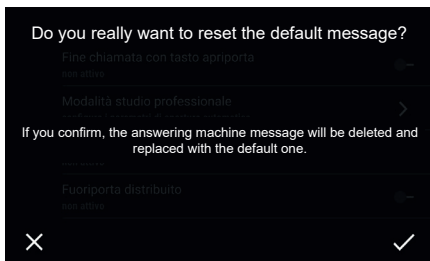 Do you really want to reset the default message?
Fine chiamata con tasto apriporta
non attivo
Modalità studio professionale
If you confirm, the answering machine message will be deleted and
replaced with the default one.
Fuoriporta distribuito
non attivo